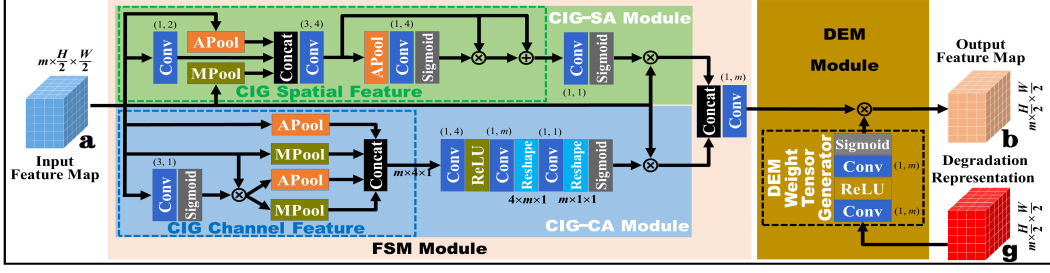 CIG-SA Module
(1, 2)
(3, 4)
(1, 4)
APool
Conv
MPool
Concat
Conv
APool
Conv
Sigmoid
Conv
Sigmoid
(1, 1)
CIG Spatial Feature
m × H/2 × W/2
a
Input
Feature Map
APool
MPool
APool
MPool
(3, 1)
Conv
Sigmoid
Concat
CIG Channel Feature
m×4×1
(1, 4)
(1, m)
(1, 1)
Conv
ReLU
Conv
Reshape
Conv
Reshape
Sigmoid
4×m×1
m×1×1
CIG-CA Module
FSM Module
Concat
Conv
(1, m)
DEM
Module
Sigmoid
Conv
(1, m)
ReLU
Conv
(1, m)
DEM
Weight
Tensor
Generator
Output
Feature Map
b
m × H/2 × W/2
Degradation
Representation
g
m × H/2 × W/2